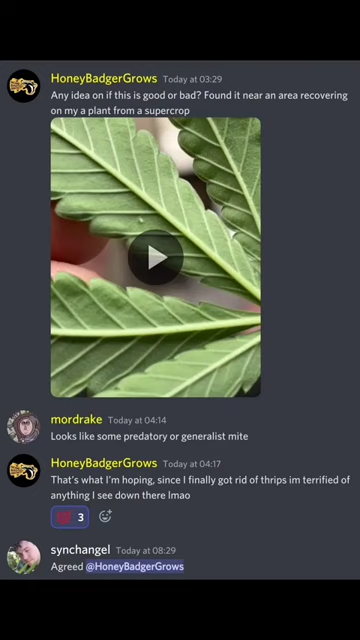 HoneyBadgerGrows Today at 03:29
Any idea on if this is good or bad? Found it near an area recovering
on my a plant from a supercrop
mordrake Today at 04:14
Looks like some predatory or generalist mite
HoneyBadgerGrows Today at 04:17
That's what I'm hoping, since I finally got rid of thrips im terrified of
anything I see down there lmao
3
synchangel Today at 08:29
Agreed @HoneyBadgerGrows